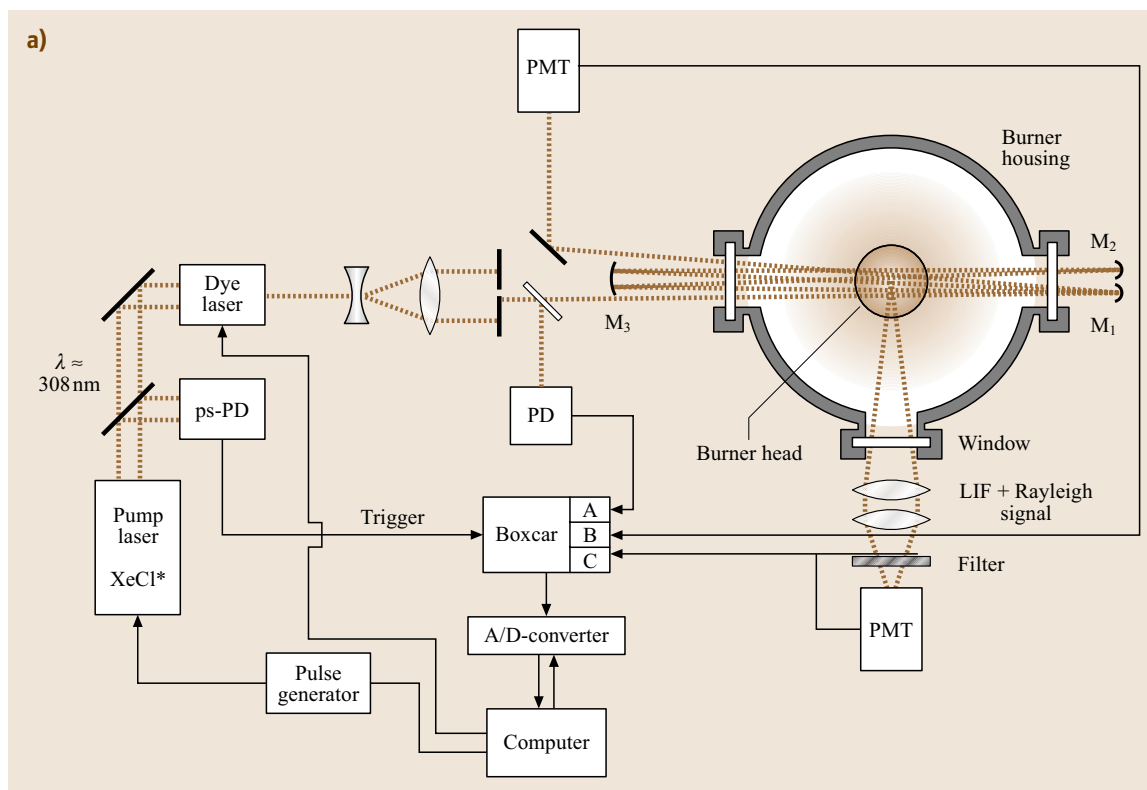 a)
PMT
Burner
housing
M2
M1
M3
Dye
laser
λ ≈
308 nm
ps-PD
PD
Burner head
Window
LIF + Rayleigh
signal
Filter
Pump
laser
XeCl*
Trigger
Boxcar
A
B
C
A/D-converter
PMT
Pulse
generator
Computer